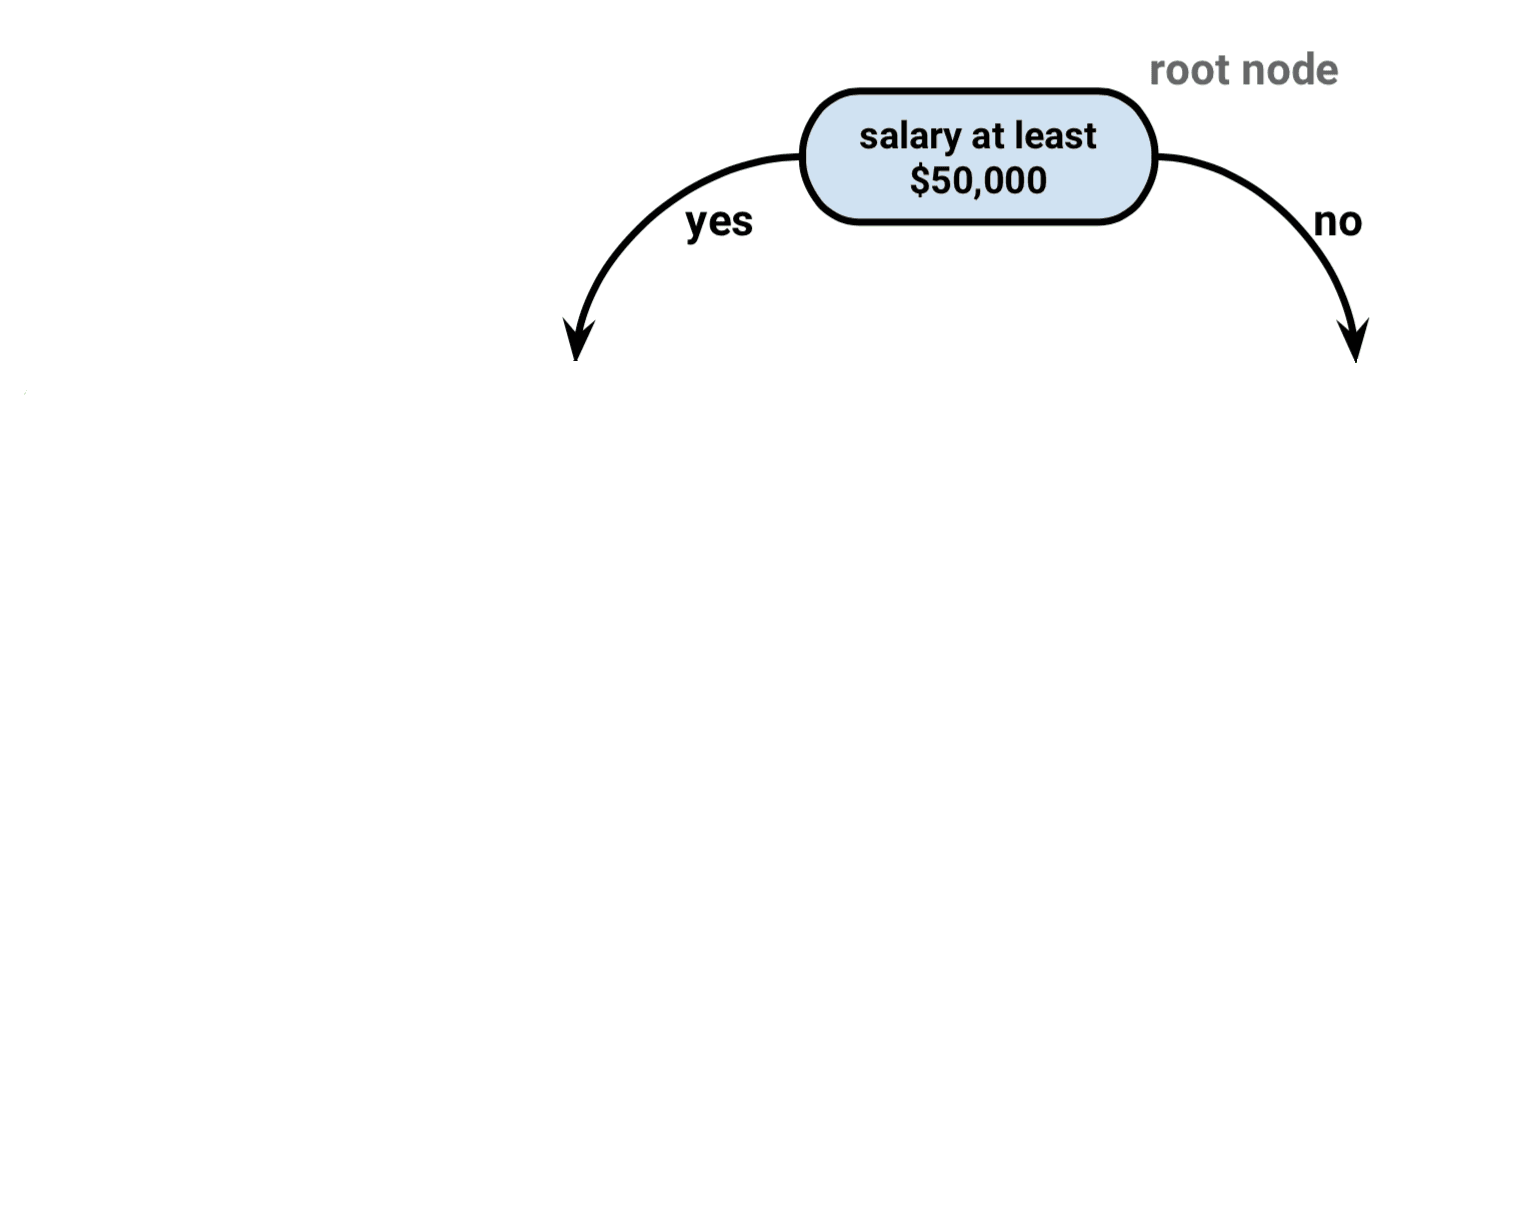 root node
salary at least
$50,000
yes
no